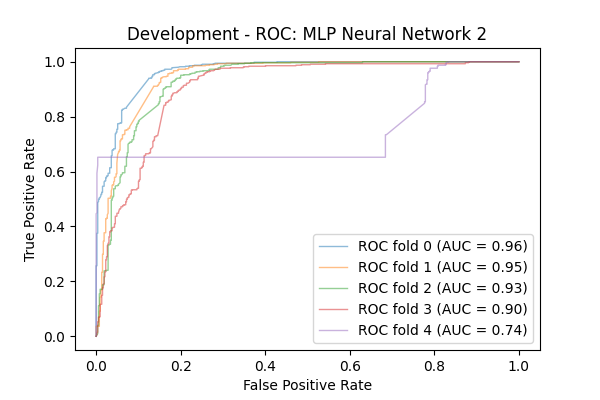 Development - ROC: MLP Neural Network 2
1.0
0.8
0.6
0.4
0.2
0.0
True Positive Rate
ROC fold 0 (AUC = 0.96)
ROC fold 1 (AUC = 0.95)
ROC fold 2 (AUC = 0.93)
ROC fold 3 (AUC = 0.90)
ROC fold 4 (AUC = 0.74)
0.0 0.2 0.4 0.6 0.8 1.0
False Positive Rate